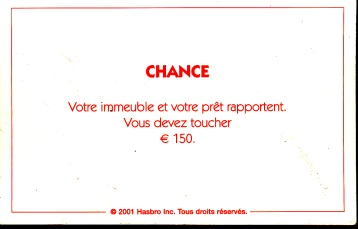 CHANCE
Votre immeuble et votre prêt rapportent.
Vous devez toucher
€ 150.
© 2001 Hasbro Inc. Tous droits réservés.